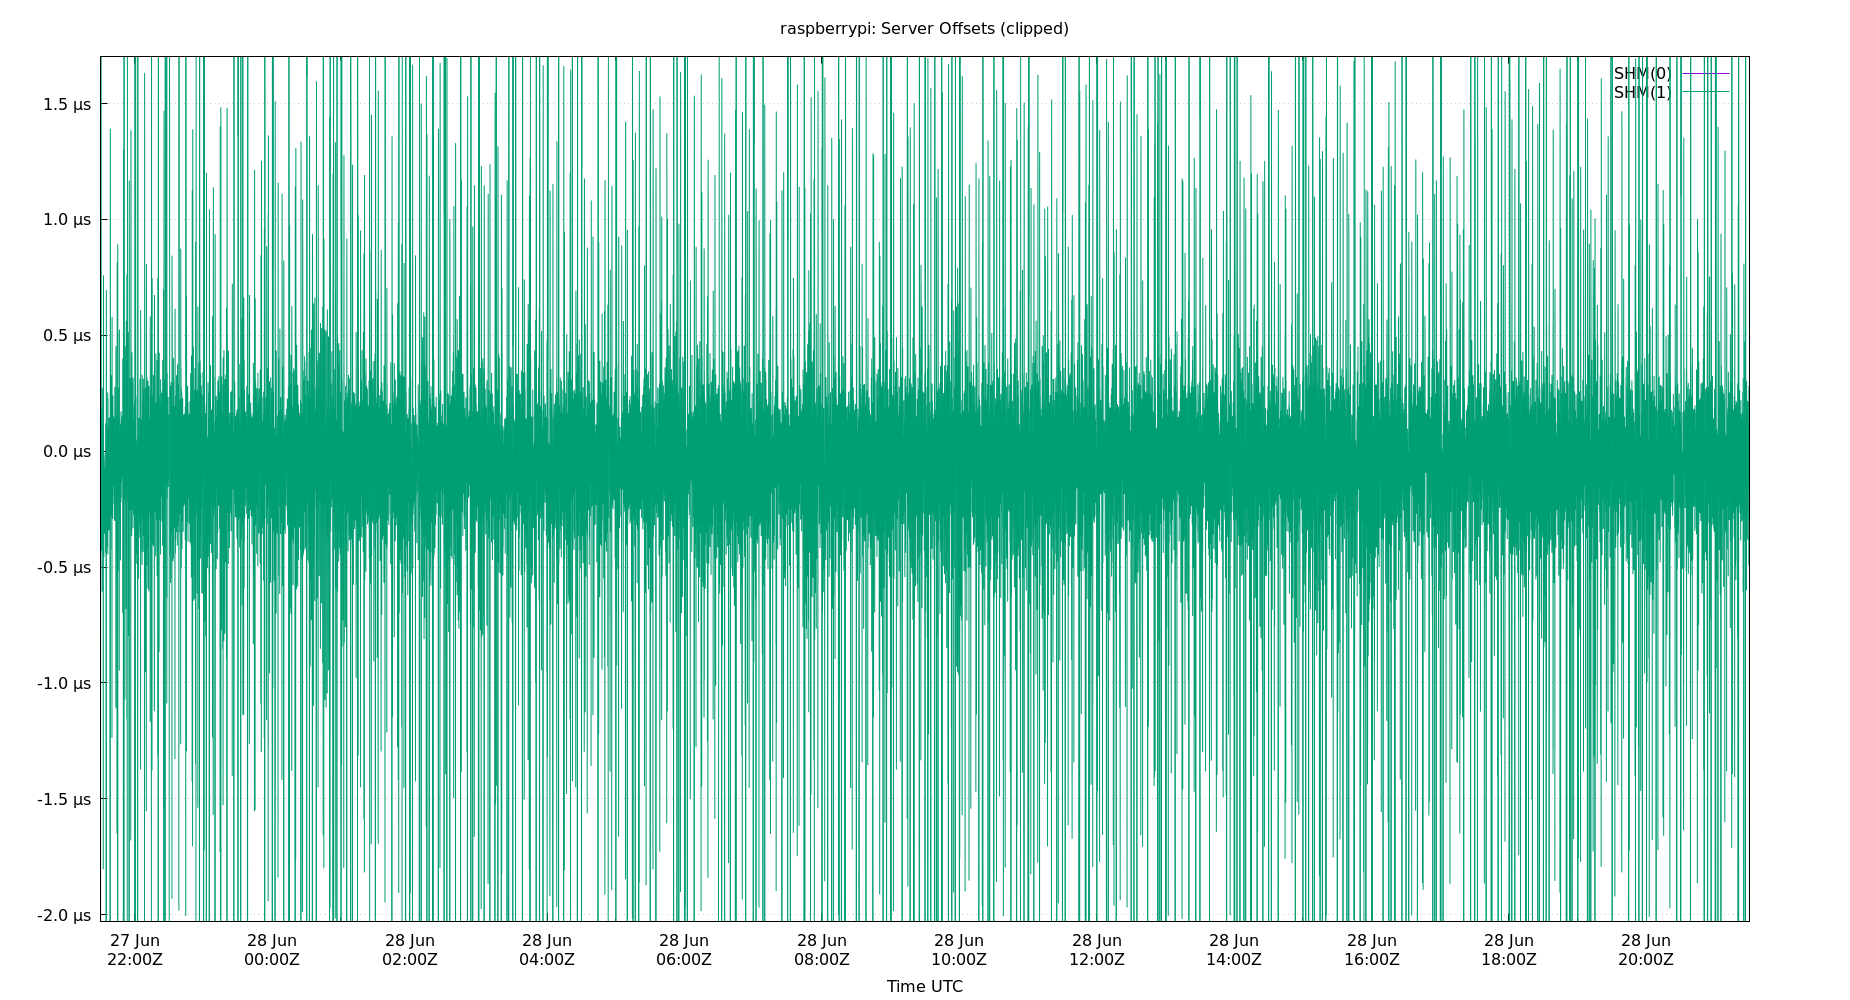 raspberrypi: Server Offsets (clipped)
SHM(0)
SHM(1)
1.5 μs
1.0 μs
0.5 μs
0.0 μs
-0.5 μs
-1.0 μs
-1.5 μs
-2.0 μs
27 Jun 28 Jun 28 Jun 28 Jun 28 Jun 28 Jun 28 Jun 28 Jun 28 Jun 28 Jun 28 Jun 28 Jun
22:00Z 00:00Z 02:00Z 04:00Z 06:00Z 08:00Z 10:00Z 12:00Z 14:00Z 16:00Z 18:00Z 20:00Z
Time UTC